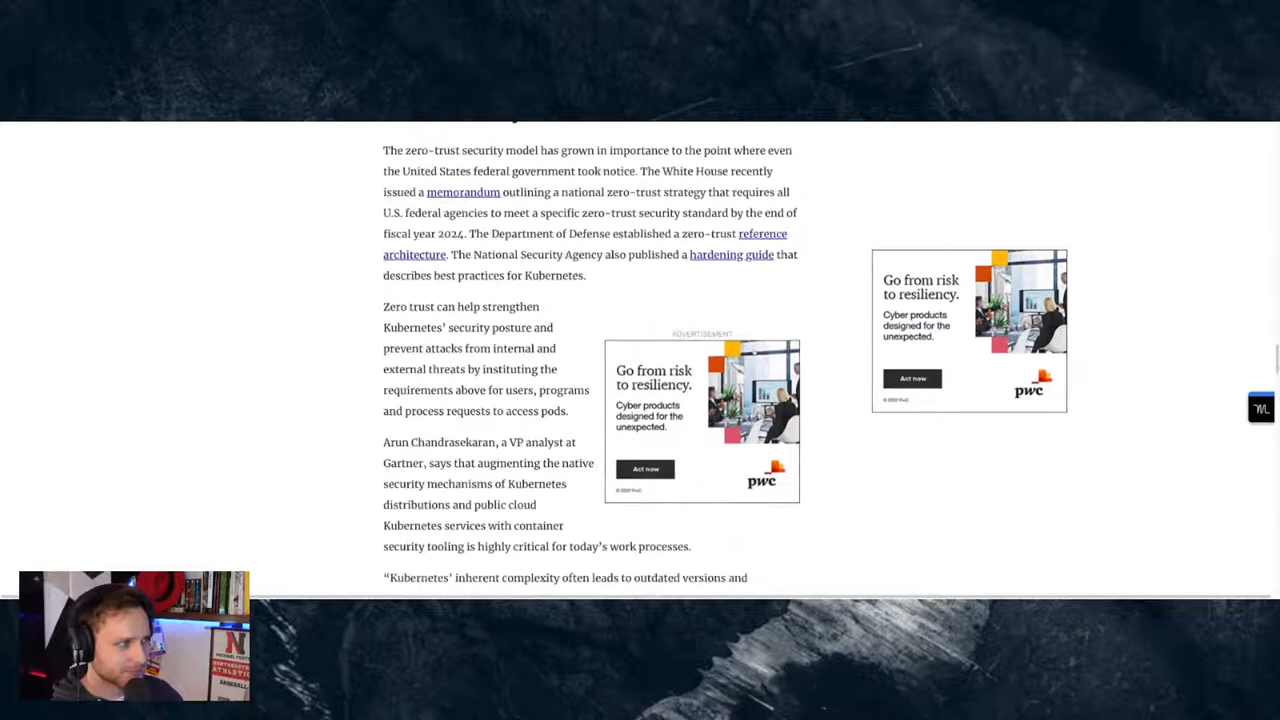 The zero-trust security model has grown in importance to the point where even
the United States federal government took notice. The White House recently
issued a memorandum outlining a national zero-trust strategy that requires all
U.S. federal agencies to meet a specific zero-trust security standard by the end of
fiscal year 2024. The Department of Defense established a zero-trust reference
architecture. The National Security Agency also published a hardening guide that
describes best practices for Kubernetes.
Zero trust can help strengthen
Kubernetes’ security posture and
prevent attacks from internal and
external threats by instituting the
requirements above for users, programs
and process requests to access pods.
Arun Chandrasekaran, a VP analyst at
Gartner, says that augmenting the native
security mechanisms of Kubernetes
distributions and public cloud
Kubernetes services with container
security tooling is highly critical for today’s work processes.
“Kubernetes’ inherent complexity often leads to outdated versions and
ADVERTISEMENT
Go from risk
to resiliency.
Cyber products
designed for the
unexpected.
Act now
pwc
© 2022 PwC
Go from risk
to resiliency.
Cyber products
designed for the
unexpected.
Act now
pwc
© 2022 PwC
N